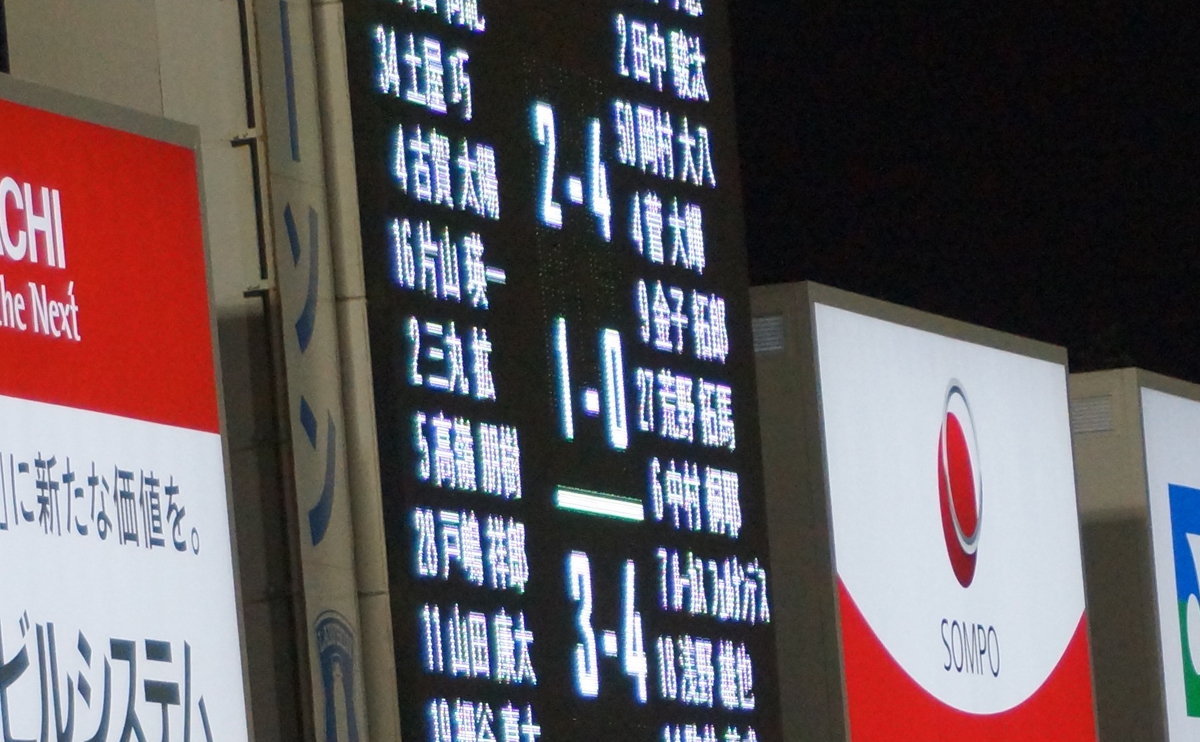 34 土屋 巧
4 古賀 太陽
16 片山 瑛一
2 三丸 拡
5 高嶺 朋樹
28 戸嶋 祥郎
11 山田 康太
2-4
1-0
3-4
2 田中 駿汰
50 岡村 大八
4 菅 大輝
9 金子 拓郎
27 荒野 拓馬
6 中村 桐耶
7 ルーカス フェルナンデス
18 浅野 雄也
CHI
the Next
に新たな価値を。
ビルシステム
SOMPO